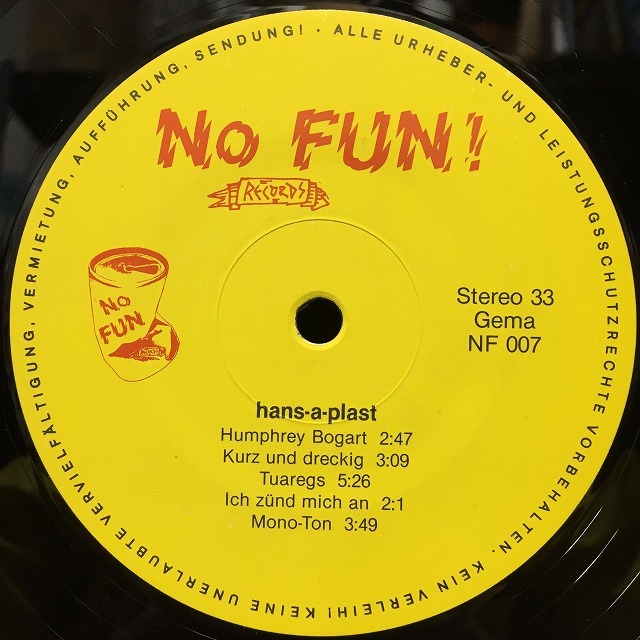 NO FUN!
RECORDS
NO
FUN
Stereo 33
Gema
NF 007
hans-a-plast
Humphrey Bogart 2:47
Kurz und dreckig 3:09
Tuaregs 5:26
Ich zünd mich an 2:1
Mono-Ton 3:49
ALLE URHEBER- UND LEISTUNGSSCHUTZRECHTE VORBEHALTEN. KEIN VERLEIH! KEINE UNERLAUBTE VERVIELFÄLTIGUNG, VERMIETUNG, AUFFÜHRUNG, SENDUNG! ·